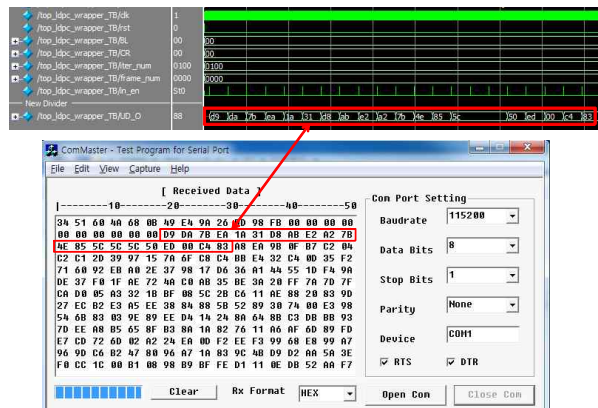 /top_ldpc_wrapper_TB/clk 1
/top_ldpc_wrapper_TB/rst 0
/top_ldpc_wrapper_TB/BL 00 00
/top_ldpc_wrapper_TB/CR 00 00
/top_ldpc_wrapper_TB/iter_num 0100 0100
/top_ldpc_wrapper_TB/frame_num 0000 0000
/top_ldpc_wrapper_TB/in_en St0
New Divider
/top_ldpc_wrapper_TB/UD_O 88 d9 da 7b ea 1a 31 d8 ab e2 a2 7b 4e 85 5c 50 ed 00 c4 83
ComMaster - Test Program for Serial Port
File Edit View Capture Help
[ Received Data ]
|--------10--------20--------30--------40--------50
34 51 60 4A 68 0B 49 E4 9A 26 DD 98 FB 00 00 00 00
00 00 00 00 00 D9 DA 7B EA 1A 31 D8 AB E2 A2 7B
4E 85 5C 5C 5C 50 ED 00 C4 83 A8 EA 9B 0F B7 C2 04
C2 C1 2D 39 97 15 7A 6F C8 C4 BB E4 32 C4 0D 35 F2
71 60 92 EB A0 2E 37 98 17 D6 36 A1 44 55 1D F4 9A
DE 37 F0 1F AE 72 4A C0 AB 35 BE 3A 20 FF 7A 7D 7F
CA D0 05 A3 32 1B BF 08 5C 2B C6 11 AE 88 20 83 9D
27 EC B2 E3 A5 EE 38 84 88 5B 52 89 30 74 00 E3 98
54 6B 83 03 9E 89 EE D4 14 24 8A 64 8B C3 DB BB 93
7D EE A8 B5 65 8F B3 8A 1A 82 76 11 A6 AF 6D 89 FD
E7 CD 72 6D 02 A2 24 EA 0D F2 EE F3 99 68 E8 99 A7
96 9D C6 B2 47 80 96 A7 1A 83 9C 4B D9 D2 AA 5A 3E
F0 CC 1C 00 B1 08 98 B9 BF FE D1 11 0E DB 52 AA F7
Clear Rx Format HEX
Com Port Setting
Baudrate 115200
Data Bits 8
Stop Bits 1
Parity None
Device COM1
RTS DTR
Open Com Close Com